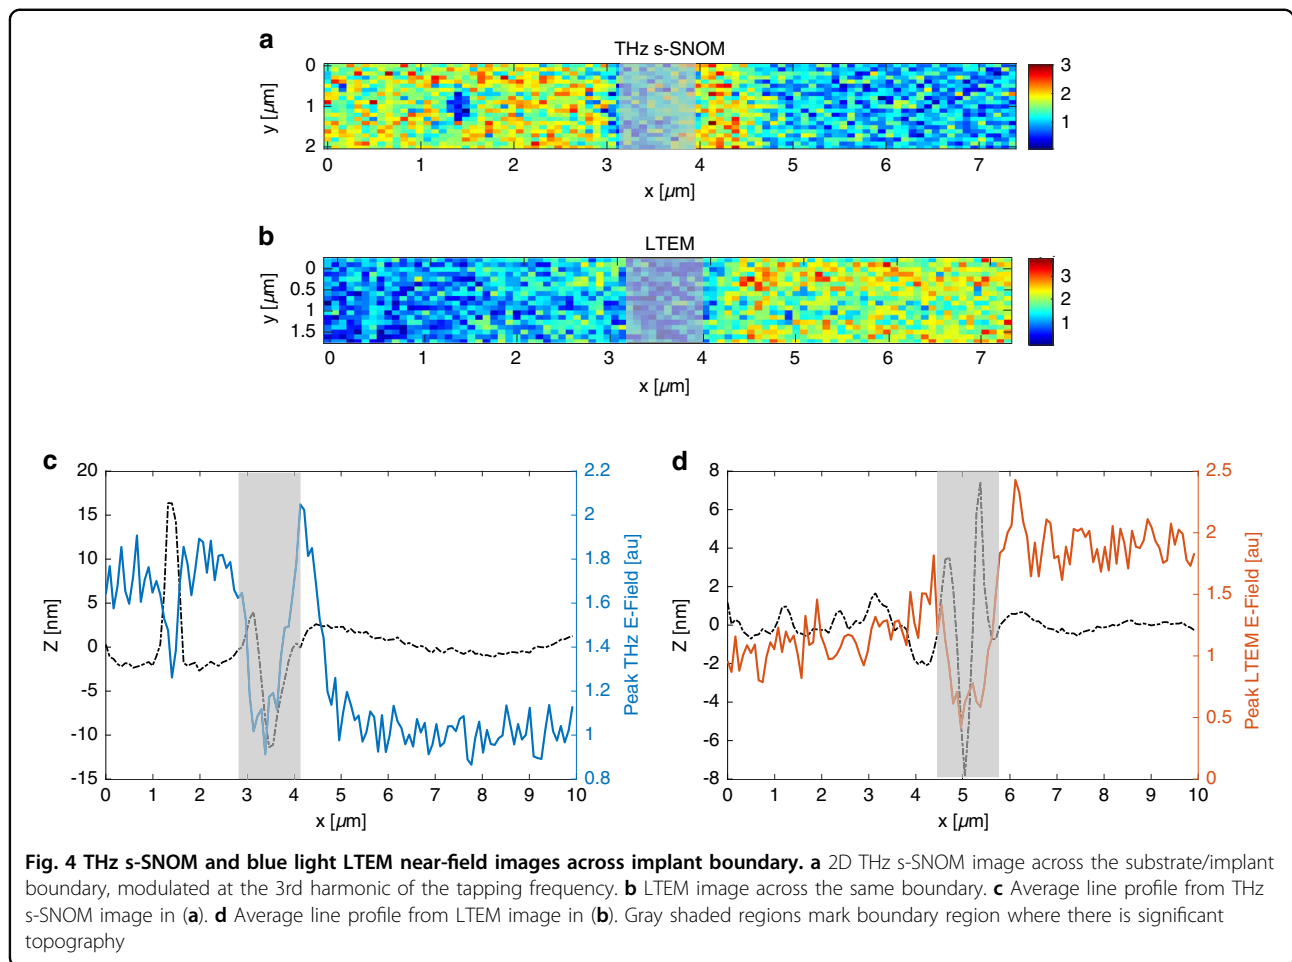 a
THz s-SNOM
0
1
2
y [µm]
3
2
1
0 1 2 3 4 5 6 7
x [µm]
b
LTEM
0
0.5
1
1.5
y [µm]
3
2
1
0 1 2 3 4 5 6 7
x [µm]
c
20
15
10
5
0
-5
-10
-15
Z [nm]
2.2
2
1.8
1.6
1.4
1.2
1
0.8
Peak THz E-Field [au]
0 1 2 3 4 5 6 7 8 9 10
x [µm]
d
8
6
4
2
0
-2
-4
-6
-8
Z [nm]
2.5
2
1.5
1
0.5
0
Peak LTEM E-Field [au]
0 1 2 3 4 5 6 7 8 9 10
x [µm]
Fig. 4 THz s-SNOM and blue light LTEM near-field images across implant boundary. a 2D THz s-SNOM image across the substrate/implant
boundary, modulated at the 3rd harmonic of the tapping frequency. b LTEM image across the same boundary. c Average line profile from THz
s-SNOM image in (a). d Average line profile from LTEM image in (b). Gray shaded regions mark boundary region where there is significant
topography